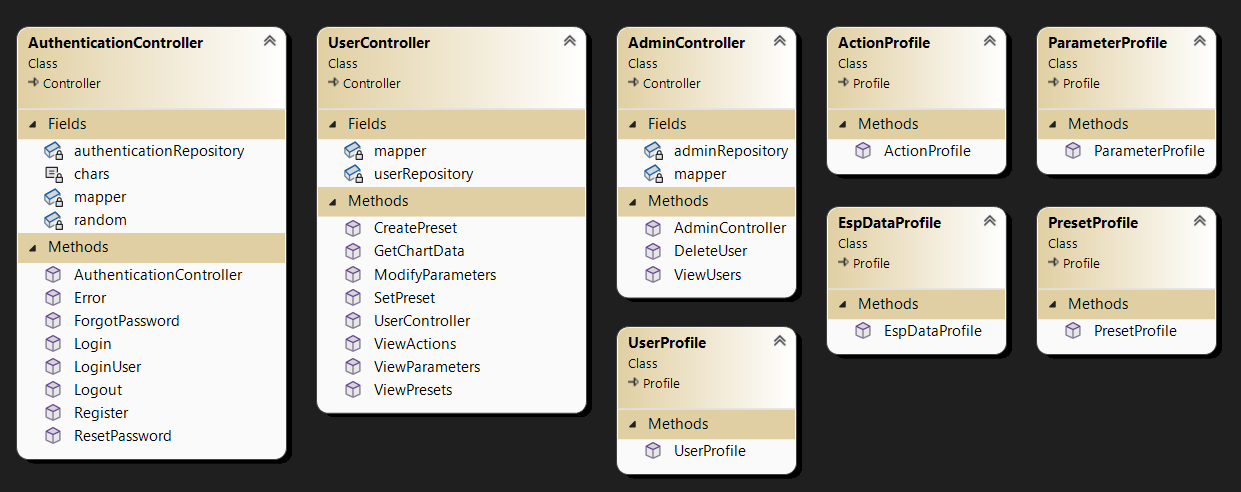 AuthenticationController
Class
Controller
Fields
authenticationRepository
chars
mapper
random
Methods
AuthenticationController
Error
ForgotPassword
Login
LoginUser
Logout
Register
ResetPassword
UserController
Class
Controller
Fields
mapper
userRepository
Methods
CreatePreset
GetChartData
ModifyParameters
SetPreset
UserController
ViewActions
ViewParameters
ViewPresets
AdminController
Class
Controller
Fields
adminRepository
mapper
Methods
AdminController
DeleteUser
ViewUsers
UserProfile
Class
Profile
Methods
UserProfile
ActionProfile
Class
Profile
Methods
ActionProfile
EspDataProfile
Class
Profile
Methods
EspDataProfile
ParameterProfile
Class
Profile
Methods
ParameterProfile
PresetProfile
Class
Profile
Methods
PresetProfile